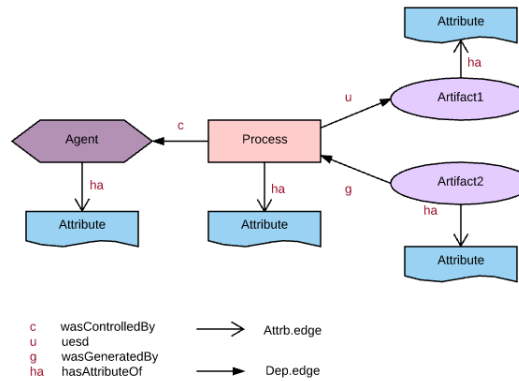 Attribute
ha
u
Artifact1
c
Agent
Process
Artifact2
g
ha
ha
ha
Attribute
Attribute
Attribute
c wasControlledBy
Attrb.edge
u uesd
g wasGeneratedBy
ha hasAttributeOf
Dep.edge